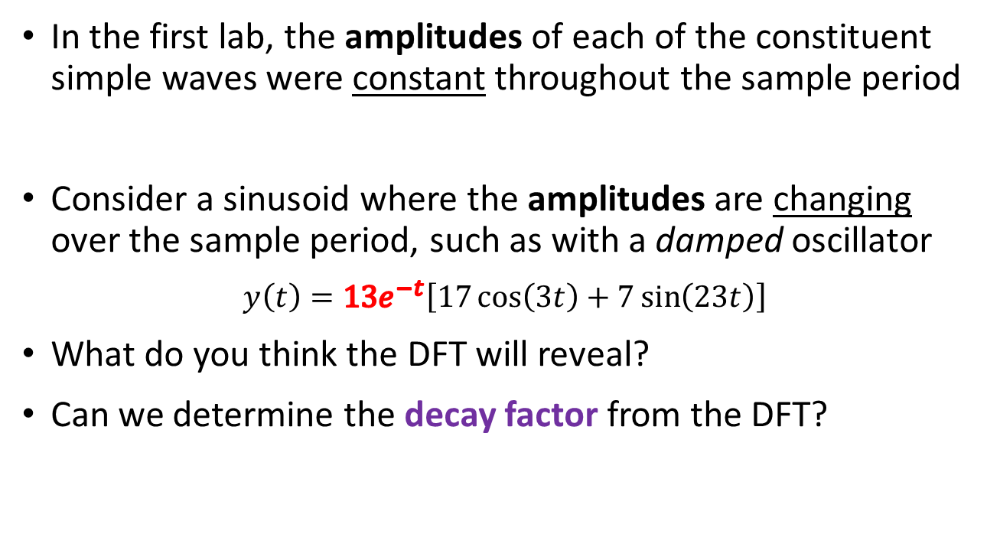 • In the first lab, the amplitudes of each of the constituent
simple waves were constant throughout the sample period
• Consider a sinusoid where the amplitudes are changing
over the sample period, such as with a damped oscillator
y(t) = 13e^{−t}[17 cos(3t) + 7 sin(23t)]
• What do you think the DFT will reveal?
• Can we determine the decay factor from the DFT?